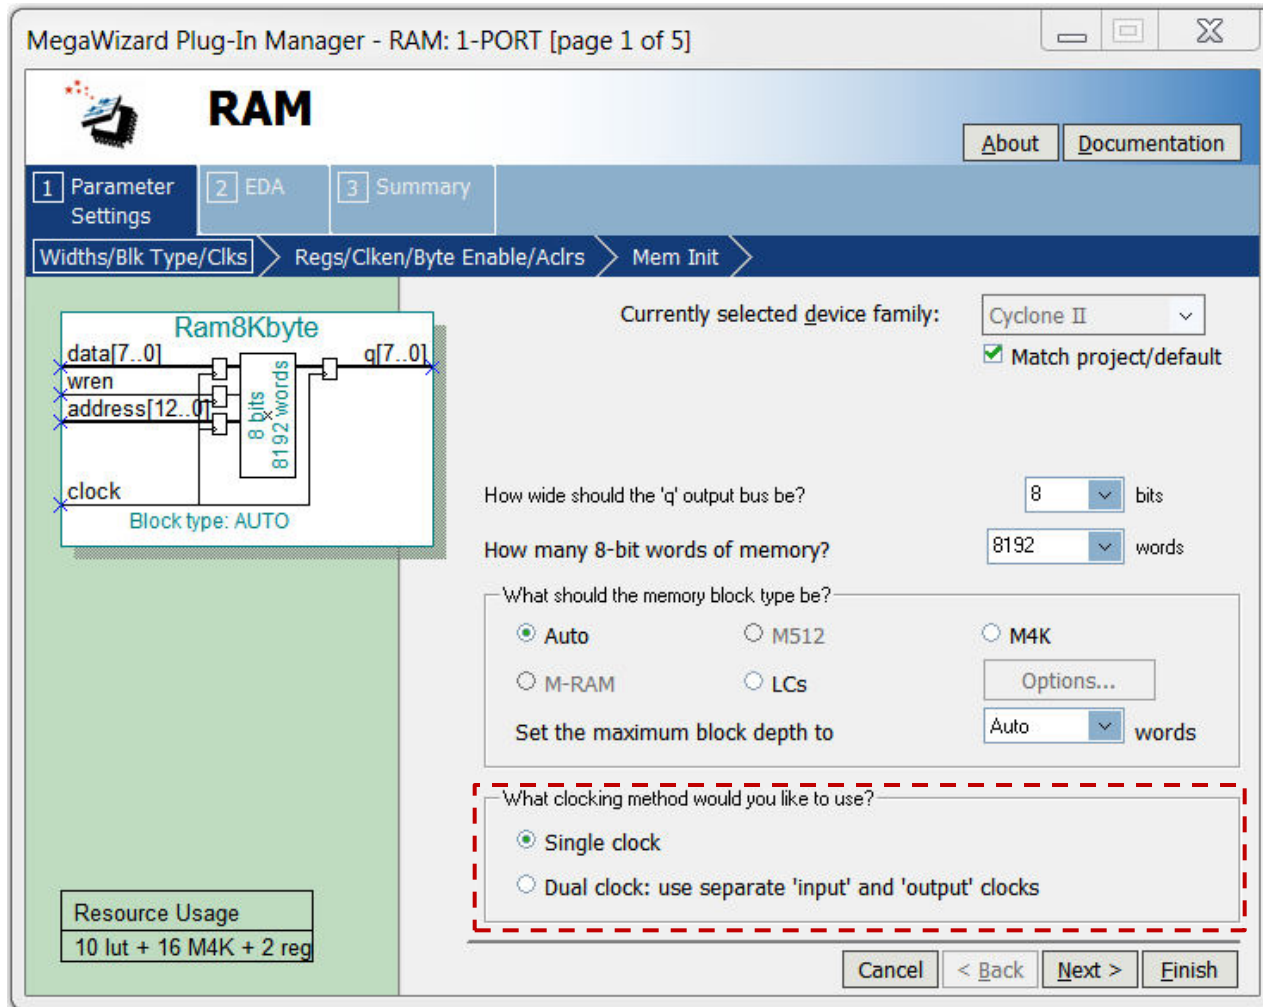 MegaWizard Plug-In Manager - RAM: 1-PORT [page 1 of 5]
RAM
About
Documentation
1 Parameter Settings
2 EDA
3 Summary
Widths/Blk Type/Clks
Regs/Clken/Byte Enable/Aclrs
Mem Init
Ram8Kbyte
data[7..0]
q[7..0]
wren
address[12..0]
8 bits
8192 words
clock
Block type: AUTO
Currently selected device family:
Cyclone II
Match project/default
How wide should the 'q' output bus be?
8
bits
How many 8-bit words of memory?
8192
words
What should the memory block type be?
Auto
M512
M4K
M-RAM
LCs
Options...
Set the maximum block depth to
Auto
words
What clocking method would you like to use?
Single clock
Dual clock: use separate 'input' and 'output' clocks
Resource Usage
10 lut + 16 M4K + 2 reg
Cancel
< Back
Next >
Finish